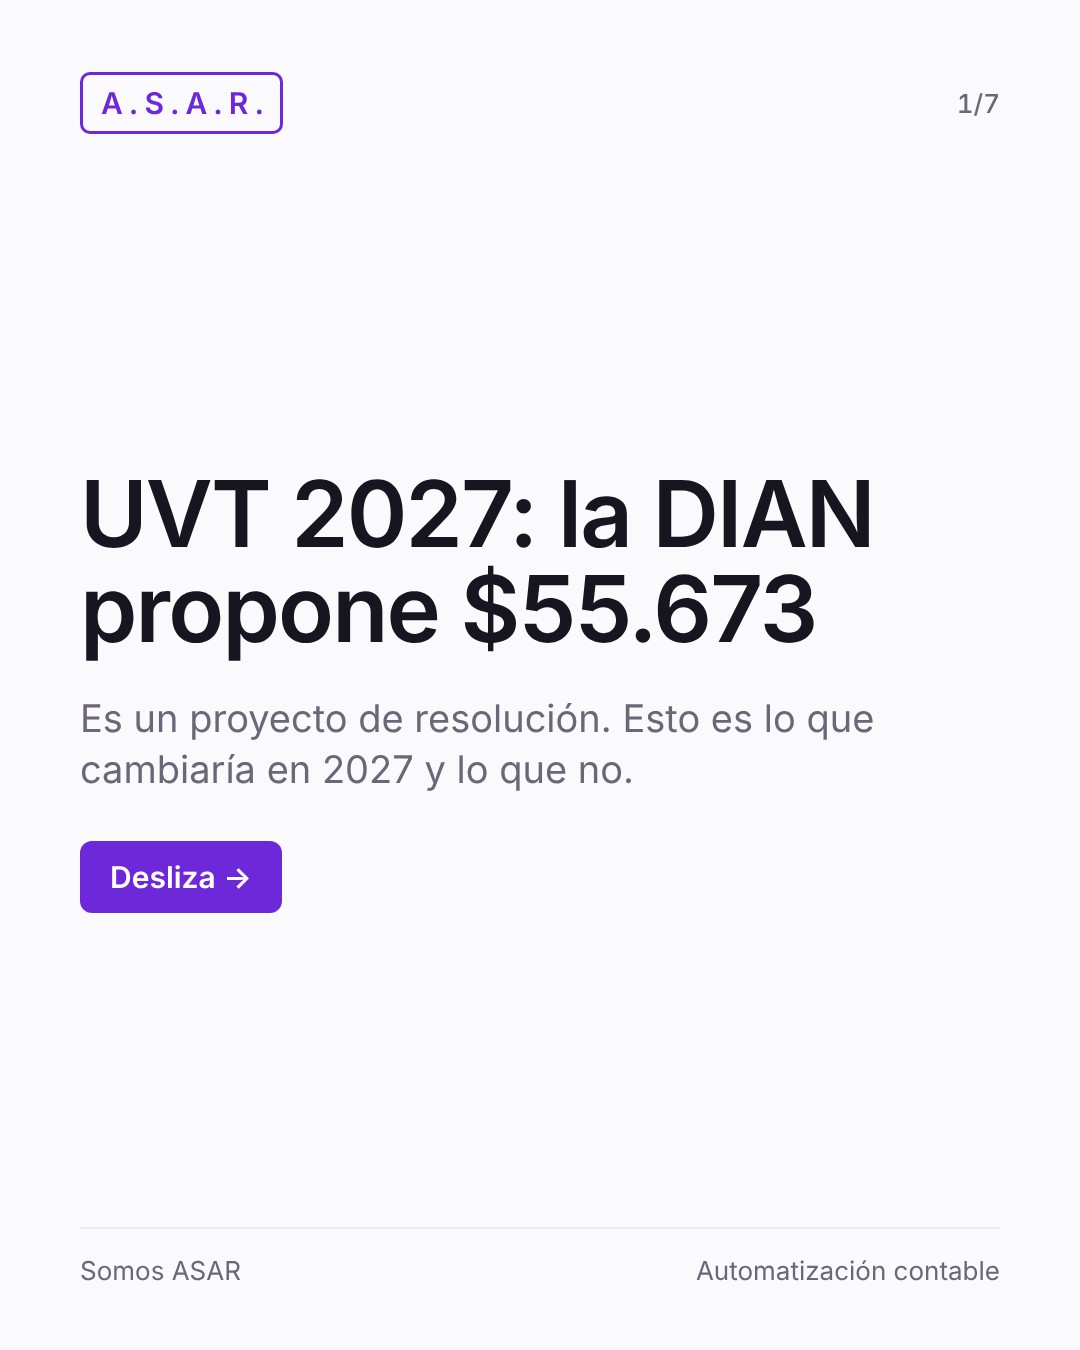 A.S.A.R.
1/7
UVT 2027: la DIAN
propone $55.673
Es un proyecto de resolución. Esto es lo que
cambiaría en 2027 y lo que no.
Desliza →
Somos ASAR
Automatización contable